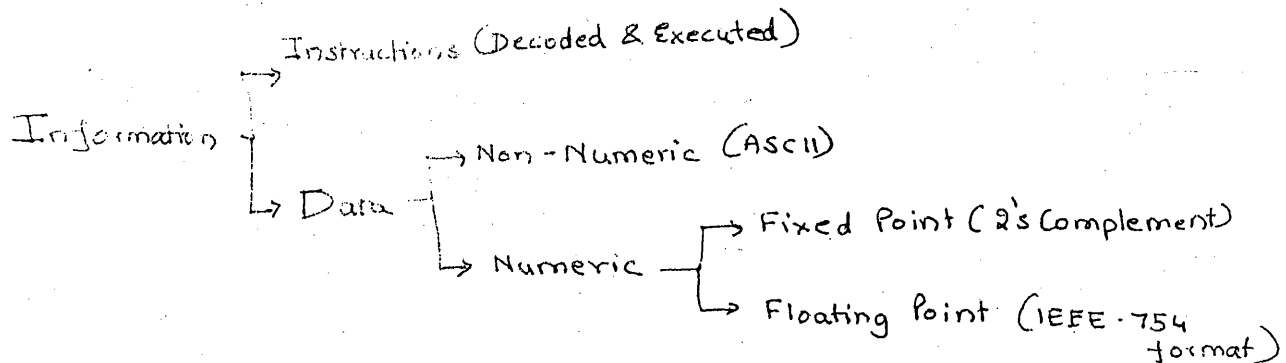 Instructions (Decoded & Executed)
Information
Non-Numeric (ASCII)
Data
Fixed Point (2's Complement)
Numeric
Floating Point (IEEE.754
format)